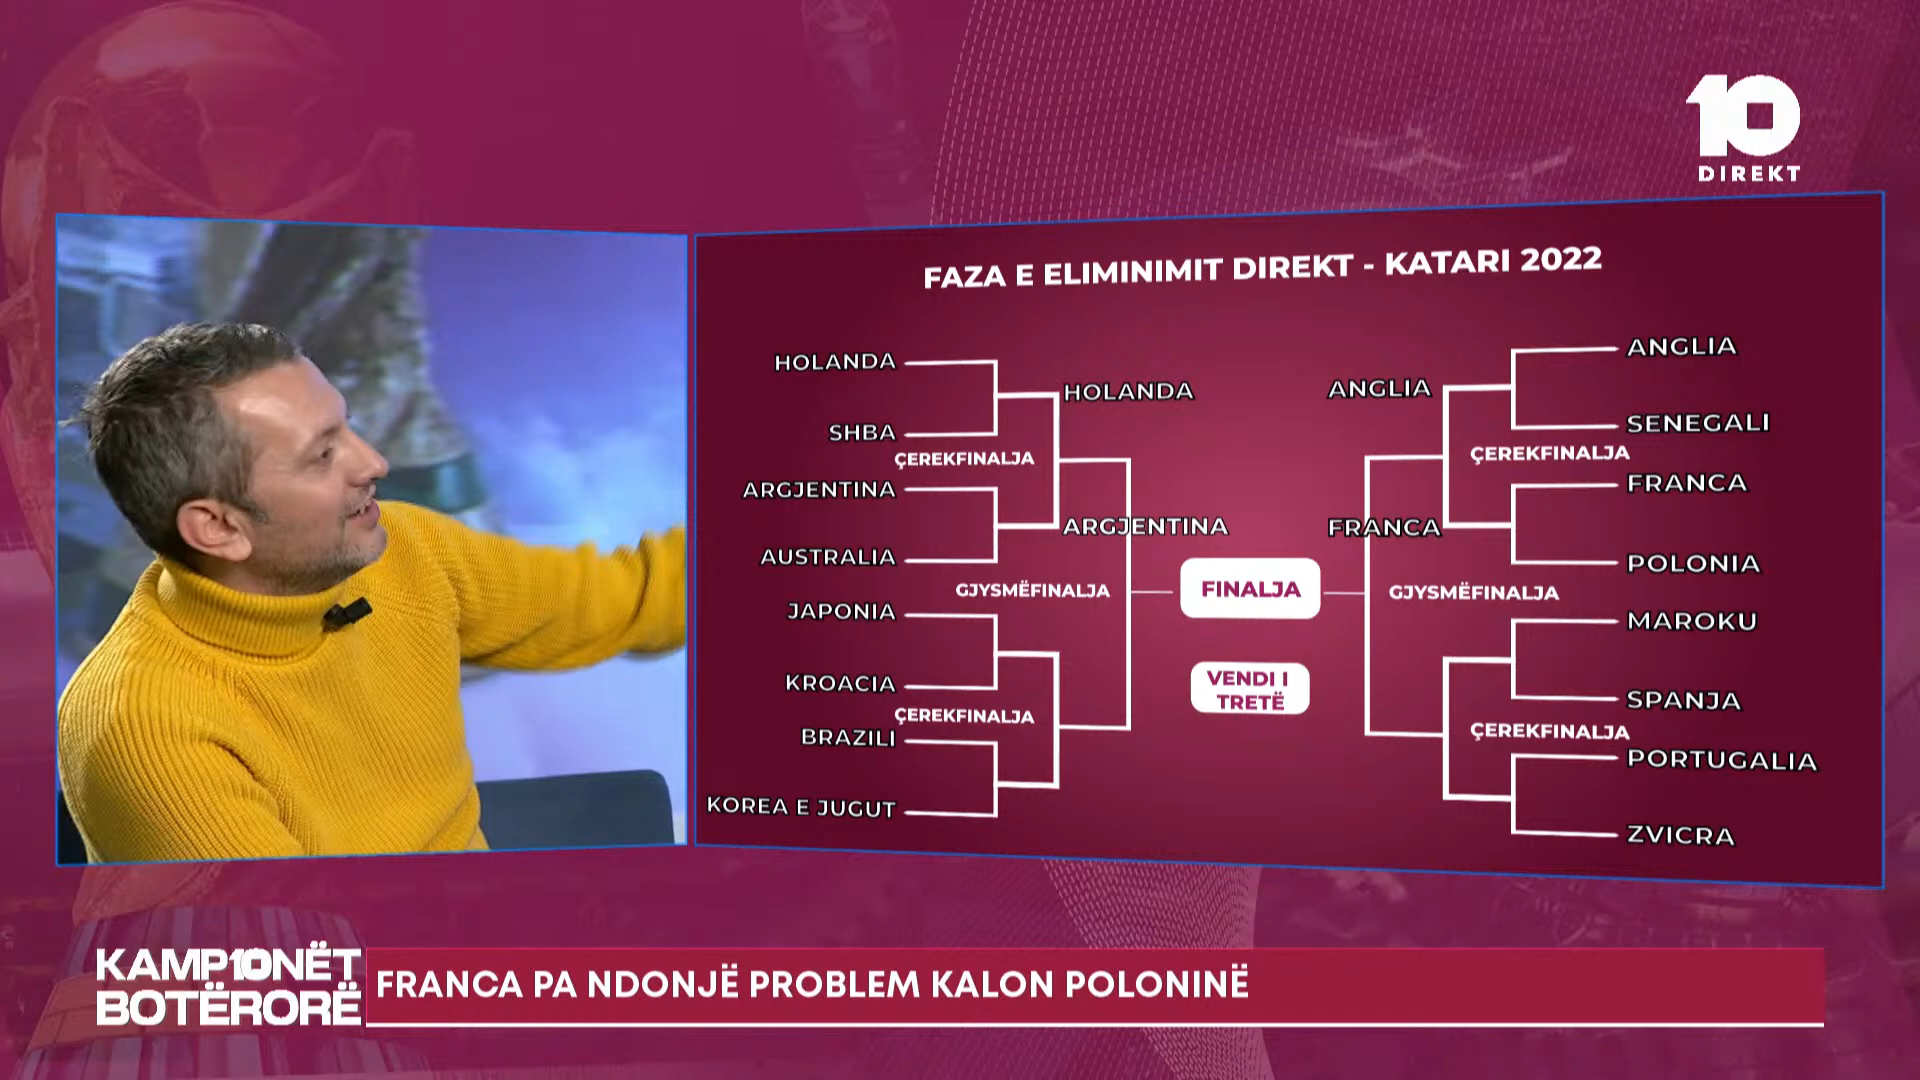 10
DIREKT
FAZA E ELIMINIMIT DIREKT - KATARI 2022
HOLANDA
SHBA
ÇEREKFINALJA
ARGJENTINA
AUSTRALIA
HOLANDA
ARGJENTINA
GJYSMËFINALJA
JAPONIA
KROACIA
ÇEREKFINALJA
BRAZILI
KOREA E JUGUT
FINALJA
VENDI I
TRETË
ANGLIA
FRANCA
GJYSMËFINALJA
ANGLIA
SENEGALI
ÇEREKFINALJA
FRANCA
POLONIA
MAROKU
SPANJA
ÇEREKFINALJA
PORTUGALIA
ZVICRA
KAMP10NËT
BOTËRORË
FRANCA PA NDONJË PROBLEM KALON POLONINË